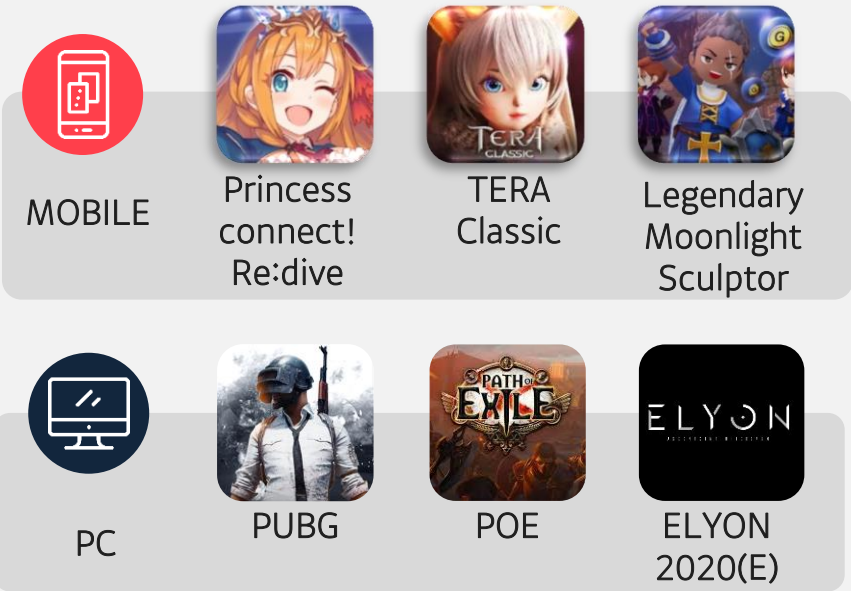 MOBILE
G
TERA
CLASSIC
Princess
connect!
Re:dive
TERA
Classic
Legendary
Moonlight
Sculptor
PC
PATH OF
EXILE
ELYON
PUBG
POE
ELYON
2020(E)